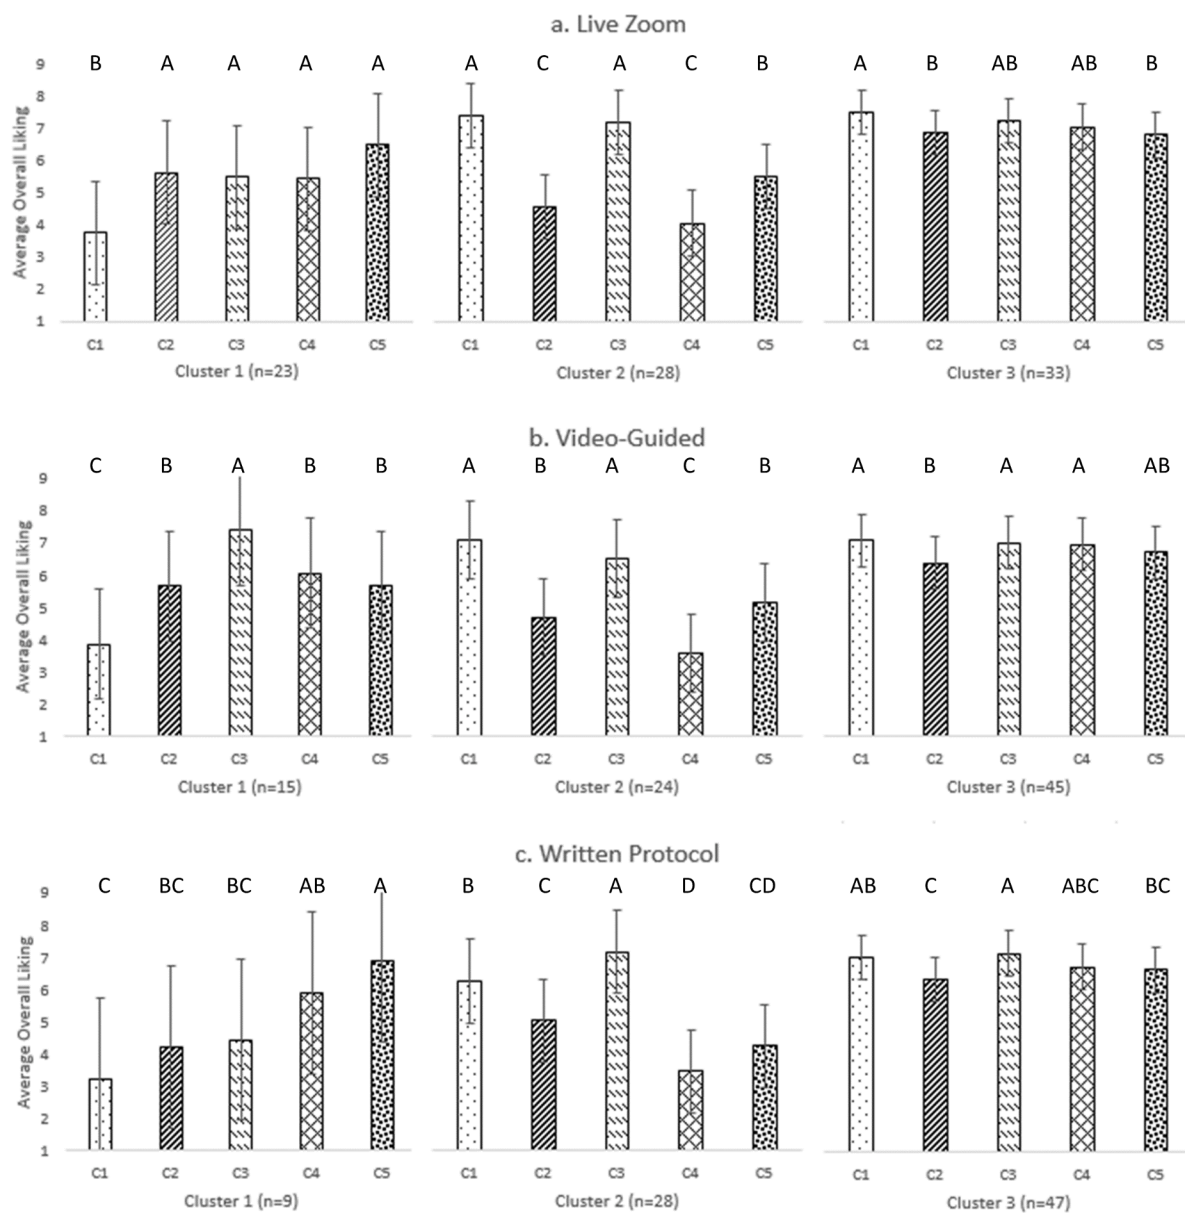 a. Live Zoom
B A A A A A C A C B A B AB AB B
Average Overall Liking
9
8
7
6
5
4
3
2
1
C1 C2 C3 C4 C5 C1 C2 C3 C4 C5 C1 C2 C3 C4 C5
Cluster 1 (n=23) Cluster 2 (n=28) Cluster 3 (n=33)
b. Video-Guided
C B A B B A B A C B A B A A AB
Average Overall Liking
9
8
7
6
5
4
3
2
1
C1 C2 C3 C4 C5 C1 C2 C3 C4 C5 C1 C2 C3 C4 C5
Cluster 1 (n=15) Cluster 2 (n=24) Cluster 3 (n=45)
c. Written Protocol
C BC BC AB A B C A D CD AB C A ABC BC
Average Overall Liking
9
8
7
6
5
4
3
2
1
C1 C2 C3 C4 C5 C1 C2 C3 C4 C5 C1 C2 C3 C4 C5
Cluster 1 (n=9) Cluster 2 (n=28) Cluster 3 (n=47)